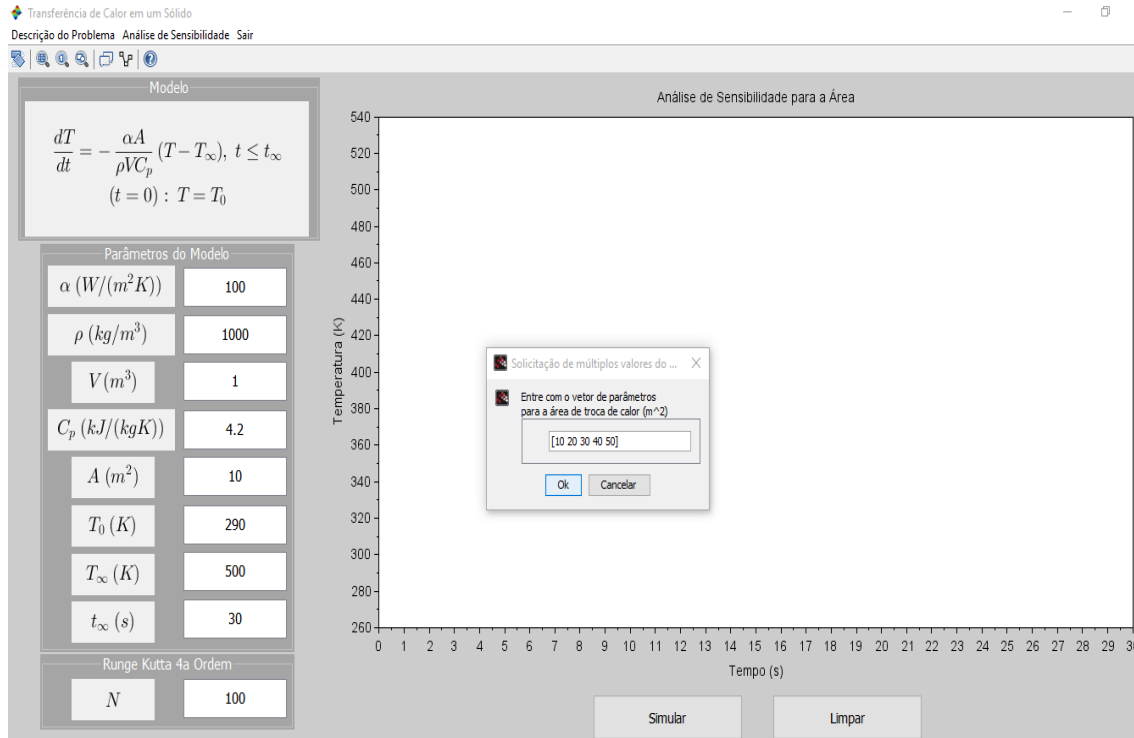 Transferência de Calor em um Sólido
Descrição do Problema Análise de Sensibilidade Sair
Modelo
dT/dt = − αA/ρVC_p (T − T_∞), t ≤ t_∞
(t = 0) : T = T_0
Parâmetros do Modelo
α (W/(m²K)) 100
ρ (kg/m³) 1000
V(m³) 1
C_p (kJ/(kgK)) 4.2
A (m²) 10
T_0 (K) 290
T_∞ (K) 500
t_∞ (s) 30
Runge Kutta 4a Ordem
N 100
Análise de Sensibilidade para a Área
Temperatura (K)
540
520
500
480
460
440
420
400
380
360
340
320
300
280
260
0 1 2 3 4 5 6 7 8 9 10 11 12 13 14 15 16 17 18 19 20 21 22 23 24 25 26 27 28 29
Tempo (s)
Solicitação de múltiplos valores do ...
Entre com o vetor de parâmetros
para a área de troca de calor (m^2)
[10 20 30 40 50]
Ok Cancelar
Simular Limpar